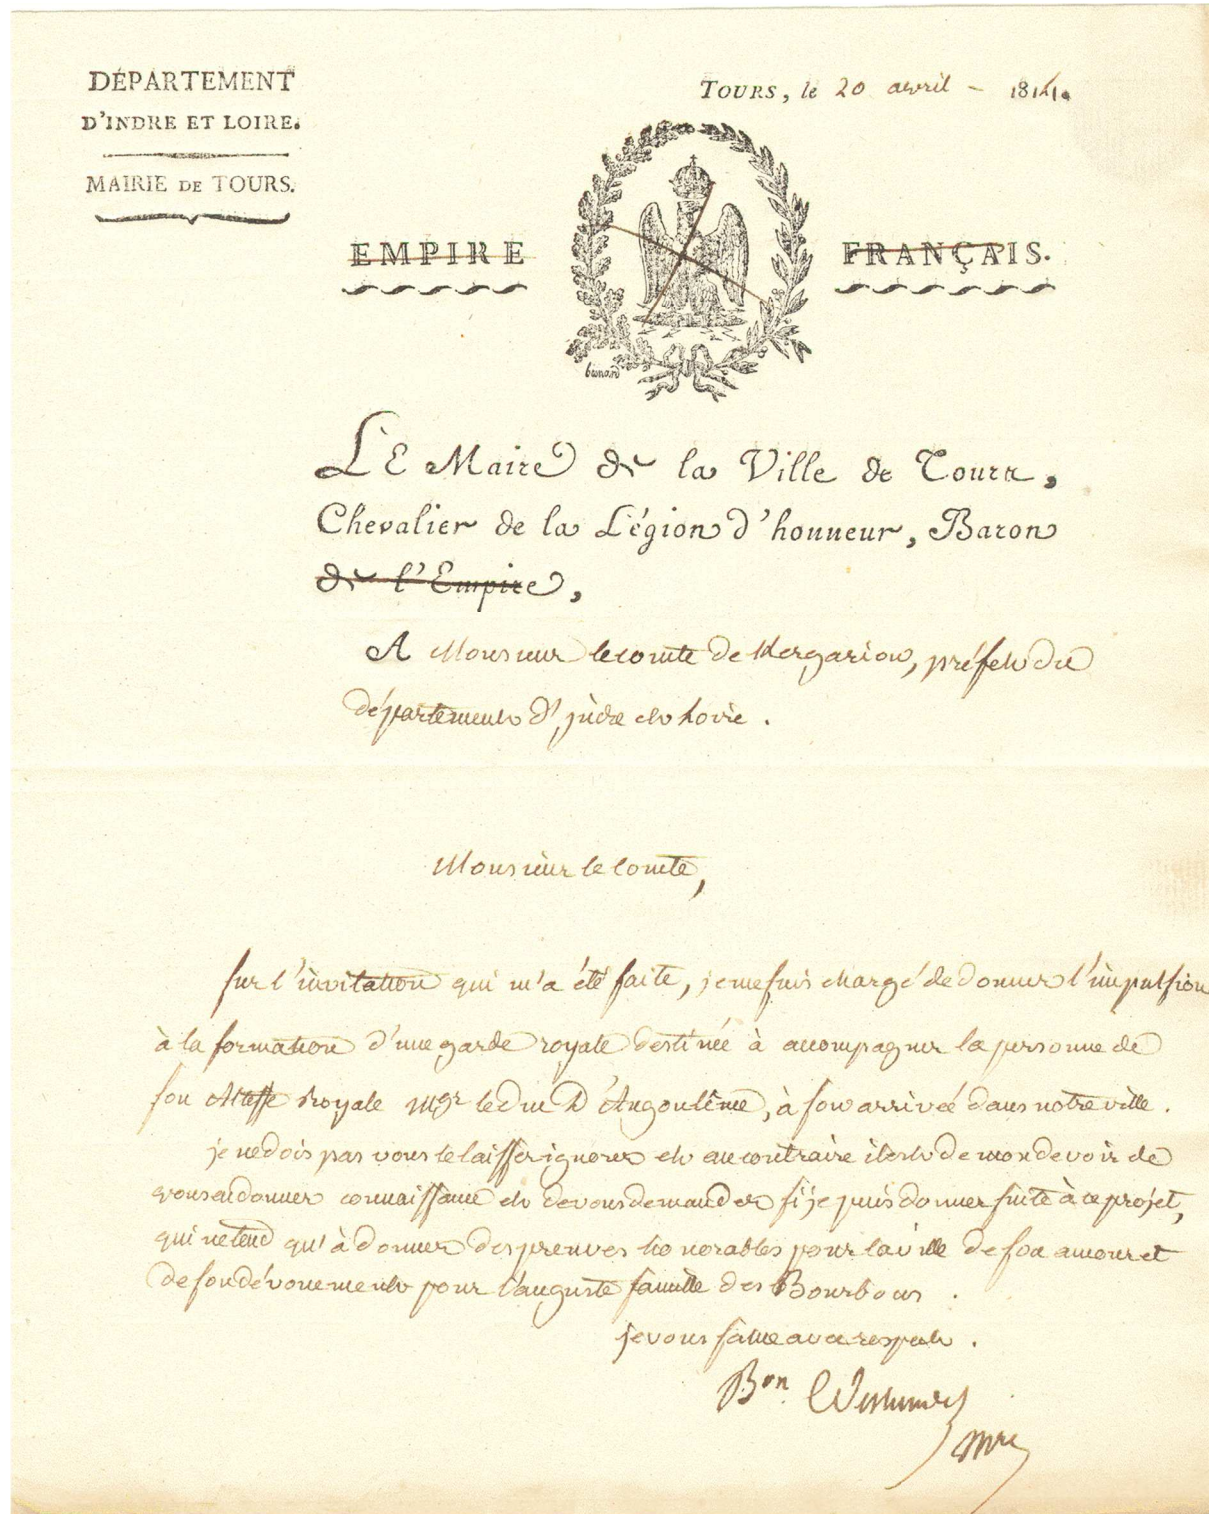 DÉPARTEMENT
D'INDRE ET LOIRE.
MAIRIE DE TOURS.
TOURS, le 20 avril - 1814.
EMPIRE FRANÇAIS.
LE Maire de la Ville de Tours,
Chevalier de la Légion d'honneur, Baron
de l'Empire,
A Monsieur le comte de Kergariou, préfet du
département d'indre et Loire.
Monsieur le Comte,
sur l'invitation qui m'a été faite, je me suis chargé de donner l'impulsion
à la formation d'une garde royale destinée à accompagner la personne de
son Altesse Royale Mgr le Duc D'Angoulême, à son arrivée dans notre ville.
je ne dois pas vous le laisser ignorer et au contraire il est de mon devoir de
vous en donner connaissance et de vous demander si je puis donner suite à ce projet,
qui ne tend qu'à donner des preuves honorables pour la ville de son amour et
de son dévouement pour l'auguste famille des Bourbons.
je vous salue avec respect.
Bon